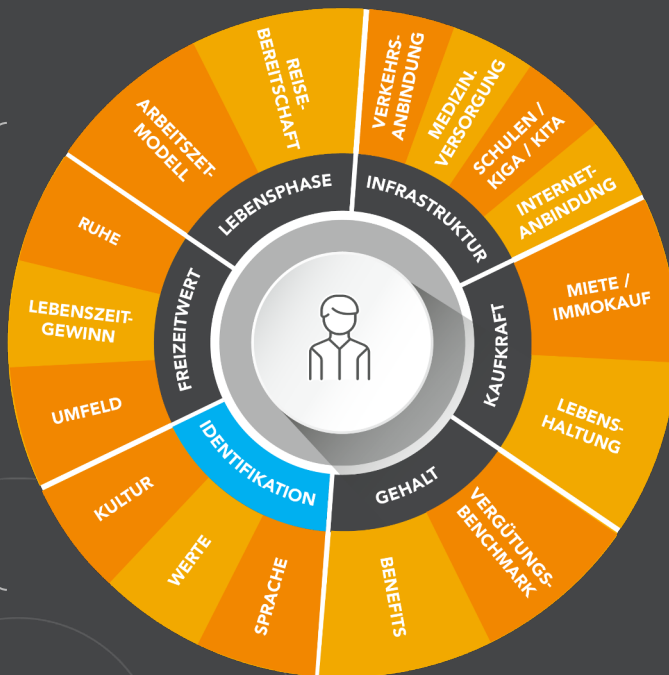 LEBENSPHASE
ARBEITSZET-
MODELL
REISE-
BEREITSCHAFT
INFRASTRUKTUR
VERKEHRS-
ANBINDUNG
MEDIZIN.
VERSORGUNG
SCHULEN /
KIGA / KITA
INTERNET-
ANBINDUNG
KAUFKRAFT
MIETE /
IMMOKAUF
LEBENS-
HALTUNG
GEHALT
VERGÜTUNGS-
BENCHMARK
BENEFITS
IDENTIFIKATION
SPRACHE
WERTE
KULTUR
FREIZEITWERT
UMFELD
LEBENSZEIT-
GEWINN
RUHE